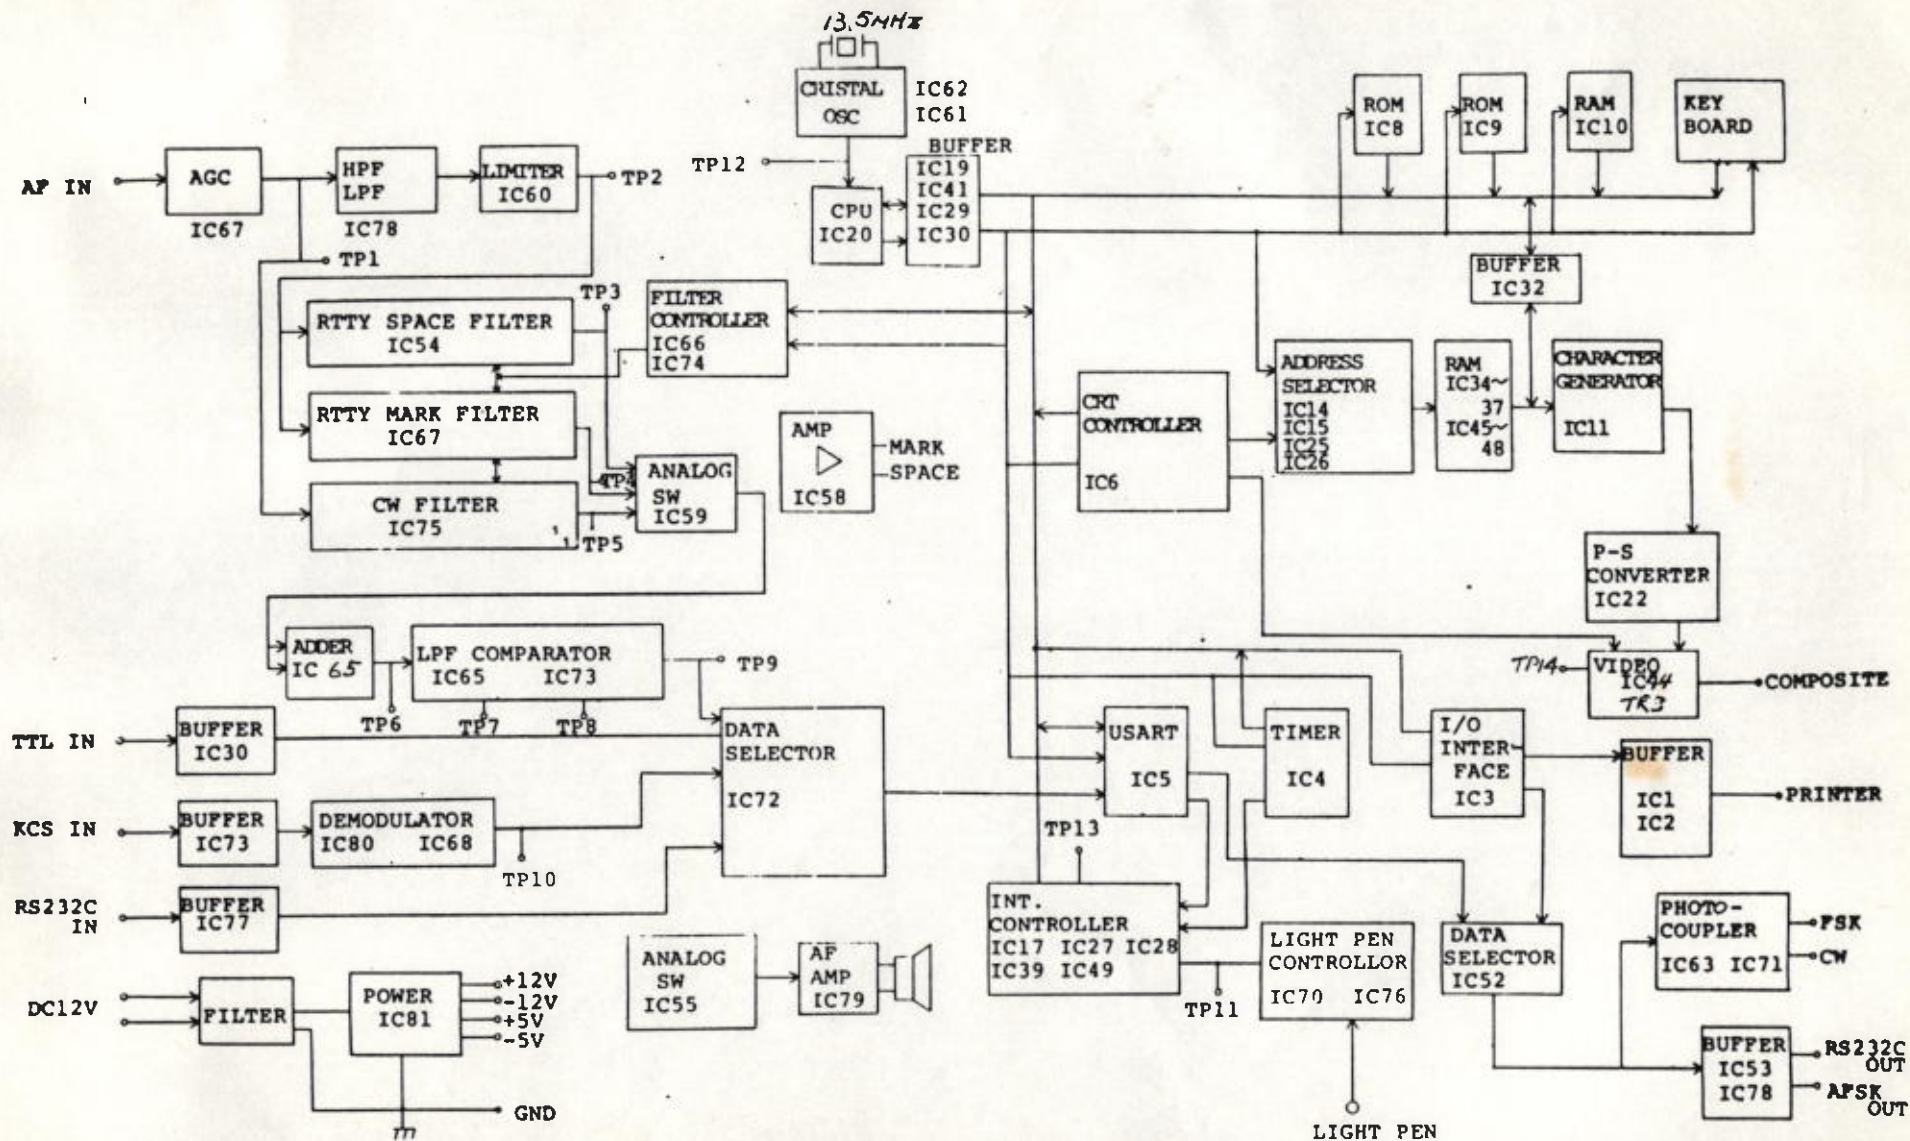 13.5MHz
CRISTAL
OSC
IC62
IC61
TP12
BUFFER
IC19
IC41
IC29
IC30
CPU
IC20
ROM
IC8
ROM
IC9
RAM
IC10
KEY
BOARD
AF IN
AGC
IC67
HPF
LPF
IC78
LIMITER
IC60
TP2
TP1
TP3
RTTY SPACE FILTER
IC54
FILTER
CONTROLLER
IC66
IC74
RTTY MARK FILTER
IC67
CW FILTER
IC75
TP5
ANALOG
SW
IC59
AMP
IC58
MARK
SPACE
BUFFER
IC32
CRT
CONTROLLER
IC6
ADDRESS
SELECTOR
IC14
IC15
IC25
IC26
RAM
IC34~
37
IC45~
48
CHARACTER
GENERATOR
IC11
P-S
CONVERTER
IC22
TP14
VIDEO
IC44
TR3
COMPOSITE
ADDER
IC 65
LPF COMPARATOR
IC65 IC73
TP9
TP6
TP7
TP8
TTL IN
BUFFER
IC30
DATA
SELECTOR
IC72
USART
IC5
TIMER
IC4
I/O
INTER-
FACE
IC3
BUFFER
IC1
IC2
PRINTER
KCS IN
BUFFER
IC73
DEMODULATOR
IC80 IC68
TP10
TP13
RS232C
IN
BUFFER
IC77
INT.
CONTROLLER
IC17 IC27 IC28
IC39 IC49
TP11
LIGHT PEN
CONTROLLOR
IC70 IC76
LIGHT PEN
DATA
SELECTOR
IC52
PHOTO-
COUPLER
IC63 IC71
FSK
CW
ANALOG
SW
IC55
AF
AMP
IC79
DC12V
FILTER
POWER
IC81
+12V
-12V
+5V
-5V
GND
BUFFER
IC53
IC78
RS232C
OUT
AFSK
OUT